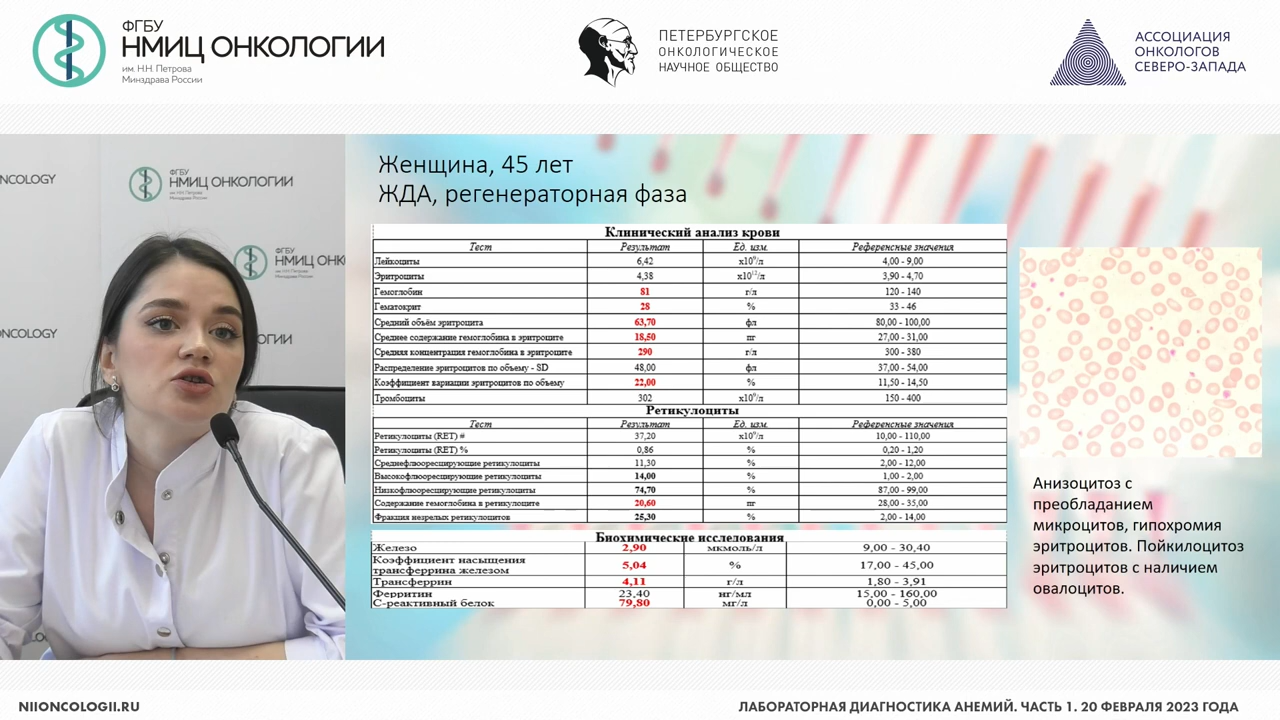 ФГБУ
НМИЦ ОНКОЛОГИИ
им. Н.Н. Петрова
Минздрава России
ПЕТЕРБУРГСКОЕ
ОНКОЛОГИЧЕСКОЕ
НАУЧНОЕ ОБЩЕСТВО
АССОЦИАЦИЯ
ОНКОЛОГОВ
СЕВЕРО-ЗАПАДА
NCOLOGY
ФГБУ
НМИЦ ОНКОЛОГИИ
им. Н.Н. Петрова
Минздрава России
ФГБУ
НМИЦ ОНК
ONCOLOGY
ОГИИ
Женщина, 45 лет
ЖДА, регенераторная фаза
Клинический анализ крови
Тест Результат Ед. изм. Референсные значения
Лейкоциты 6,42 x10⁹/л 4,00 - 9,00
Эритроциты 4,38 x10¹²/л 3,90 - 4,70
Гемоглобин 81 г/л 120 - 140
Гематокрит 28 % 33 - 46
Средний объём эритроцита 63,70 фл 80,00 - 100,00
Среднее содержание гемоглобина в эритроците 18,50 пг 27,00 - 31,00
Средняя концентрация гемоглобина в эритроците 290 г/л 300 - 380
Распределение эритроцитов по объему - SD 48,00 фл 37,00 - 54,00
Коэффициент вариации эритроцитов по объему 22,00 % 11,50 - 14,50
Тромбоциты 302 x10⁹/л 150 - 400
Ретикулоциты
Тест Результат Ед. изм. Референсные значения
Ретикулоциты (RET) # 37,20 x10⁹/л 10,00 - 110,00
Ретикулоциты (RET) % 0,86 % 0,20 - 1,20
Среднефлюоресцирующие ретикулоциты 11,30 % 2,00 - 12,00
Высокофлюоресцирующие ретикулоциты 14,00 % 1,00 - 2,00
Низкофлюоресцирующие ретикулоциты 74,70 % 87,00 - 99,00
Содержание гемоглобина в ретикулоците 20,60 пг 28,00 - 35,00
Фракция незрелых ретикулоцитов 25,30 % 2,00 - 14,00
Биохимические исследования
Железо 2,90 мкмоль/л 9,00 - 30,40
Коэффициент насыщения
трансферрина железом 5,04 % 17,00 - 45,00
Трансферрин 4,11 г/л 1,80 - 3,91
Ферритин 23,40 нг/мл 15,00 - 160,00
С-реактивный белок 79,80 мг/л 0,00 - 5,00
Анизоцитоз с
преобладанием
микроцитов, гипохромия
эритроцитов. Пойкилоцитоз
эритроцитов с наличием
овалоцитов.
NIIONCOLOGII.RU
ЛАБОРАТОРНАЯ ДИАГНОСТИКА АНЕМИЙ. ЧАСТЬ 1. 20 ФЕВРАЛЯ 2023 ГОДА